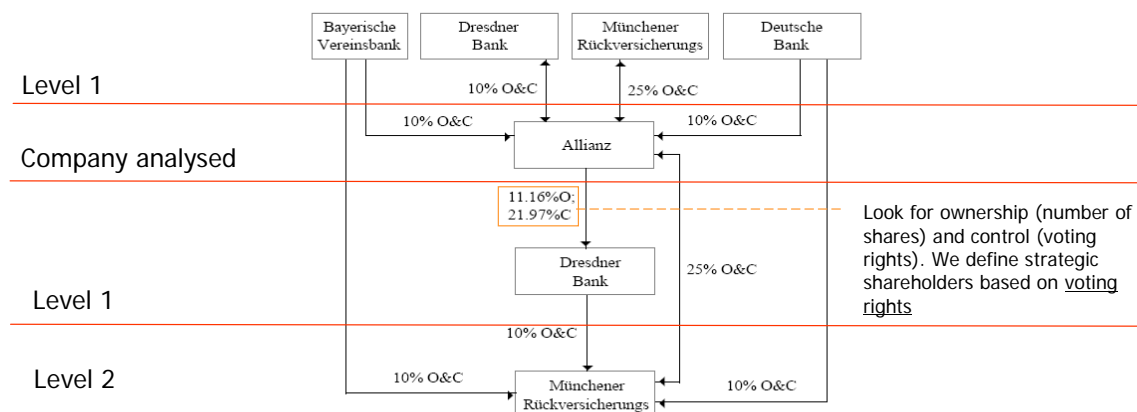 Bayerische
Vereinsbank
Dresdner
Bank
Münchener
Rückversicherungs
Deutsche
Bank
Level 1
10% O&C
25% O&C
10% O&C
10% O&C
Allianz
Company analysed
11.16%O;
21.97%C
Look for ownership (number of
shares) and control (voting
rights). We define strategic
shareholders based on voting
rights
Dresdner
Bank
25% O&C
Level 1
10% O&C
Level 2
10% O&C
Münchener
Rückversicherungs
10% O&C